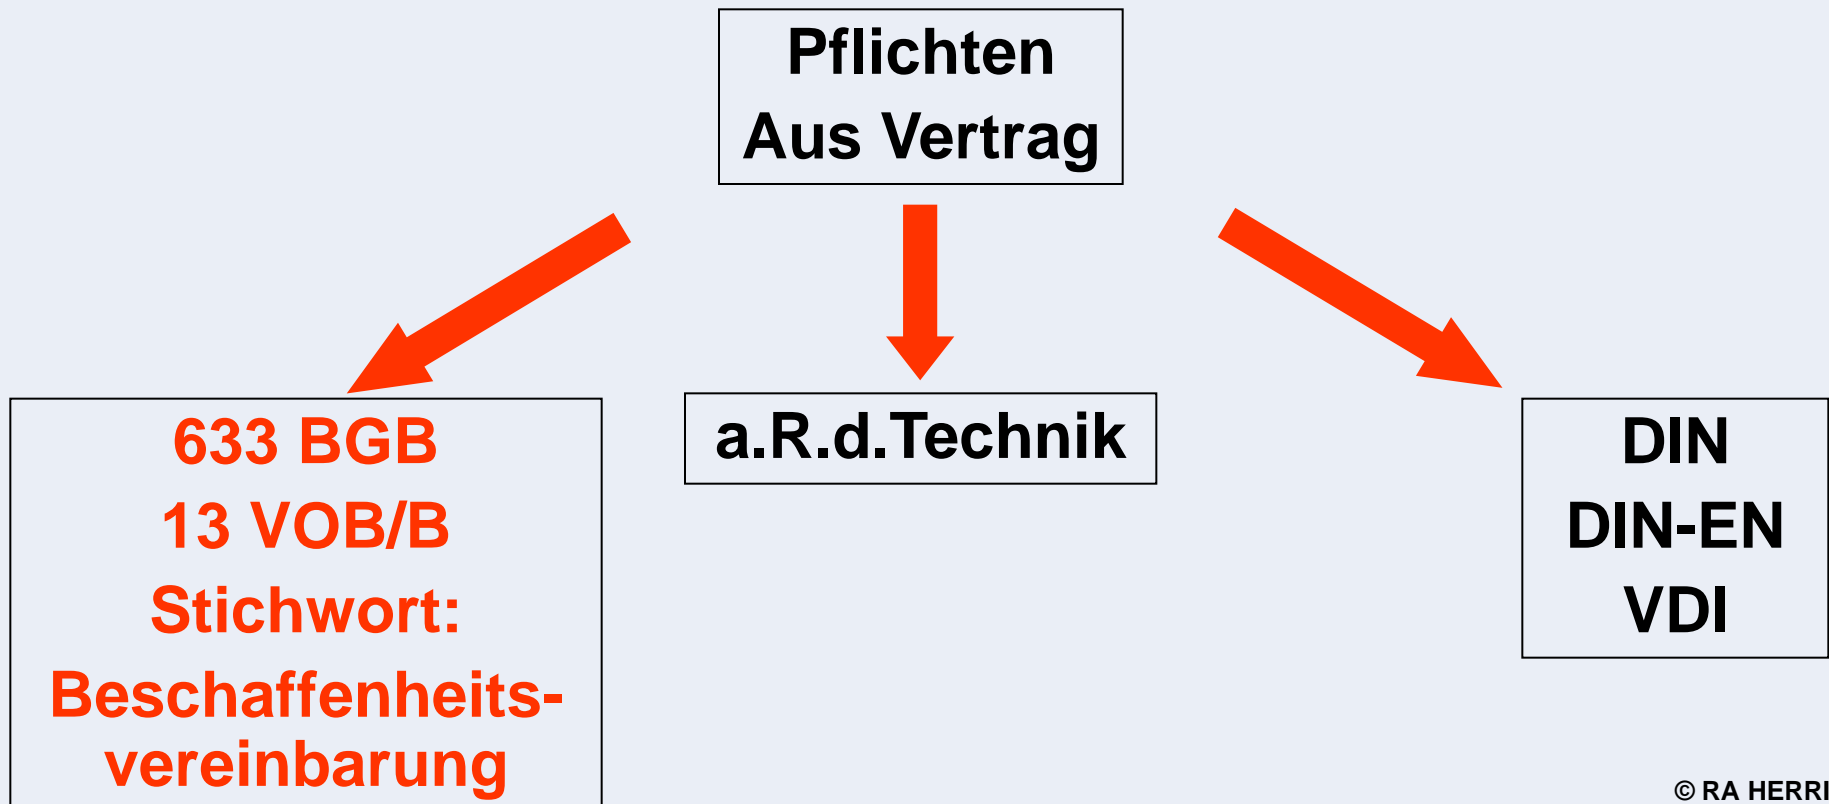 Pflichten
Aus Vertrag
633 BGB
13 VOB/B
Stichwort:
Beschaffenheits-
vereinbarung
a.R.d.Technik
DIN
DIN-EN
VDI
© RA HERRI